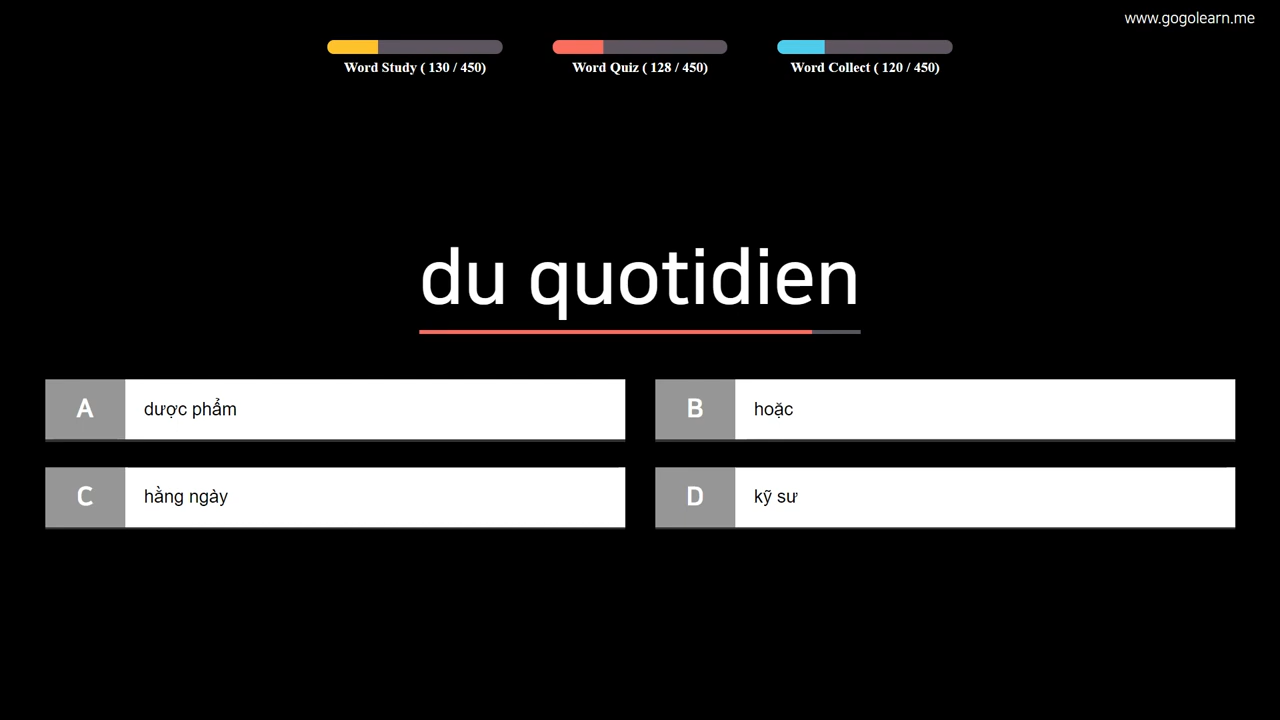 www.gogolearn.me
Word Study ( 130 / 450)
Word Quiz ( 128 / 450)
Word Collect ( 120 / 450)
du quotidien
A dược phẩm
B hoặc
C hằng ngày
D kỹ sư